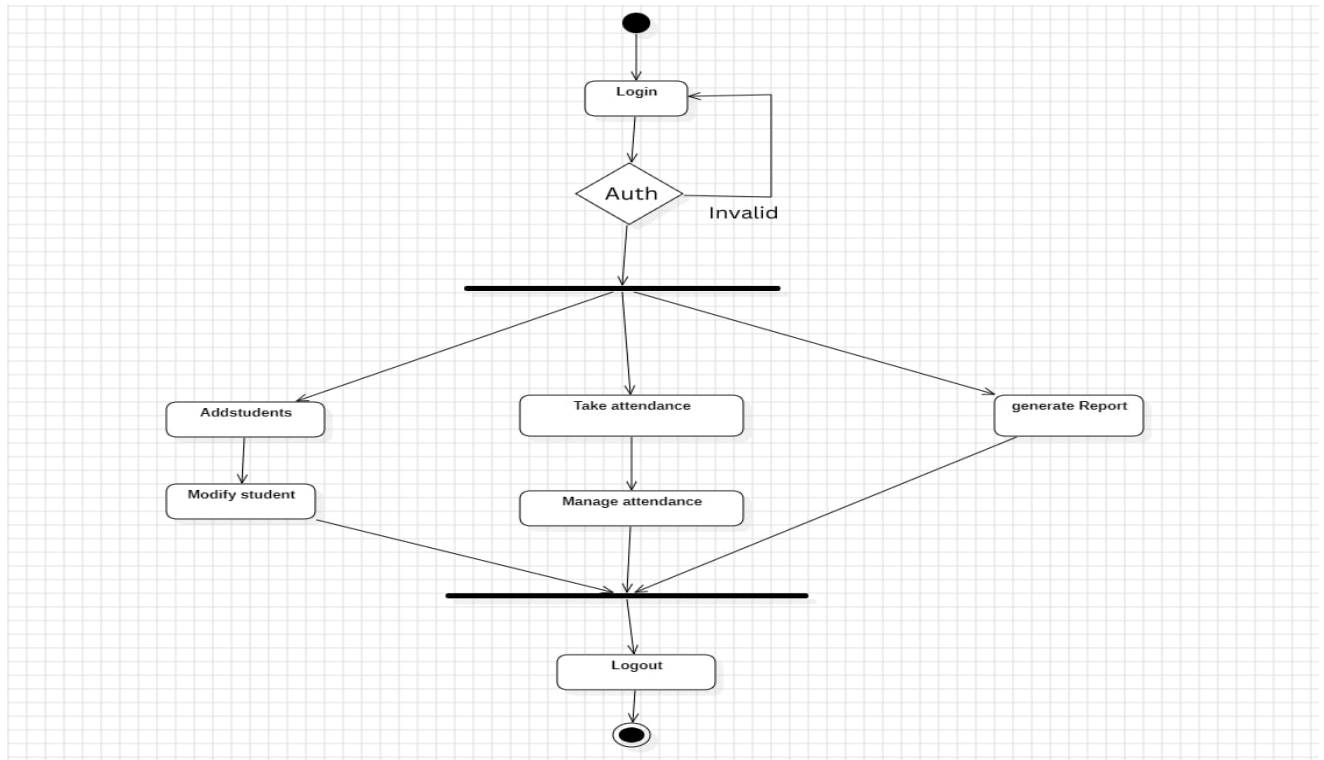 Login
Auth
Invalid
Addstudents
Take attendance
generate Report
Modify student
Manage attendance
Logout